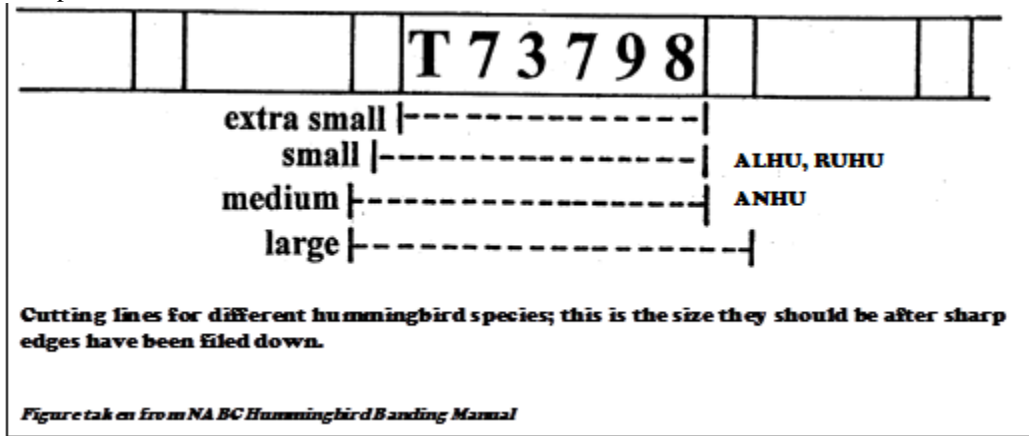 T 7 3 7 9 8
extra small
small ALHU, RUHU
medium ANHU
large
Cutting lines for different hummingbird species; this is the size they should be after sharp
edges have been filed down.
Figure taken from NABC Hummingbird Banding Manual